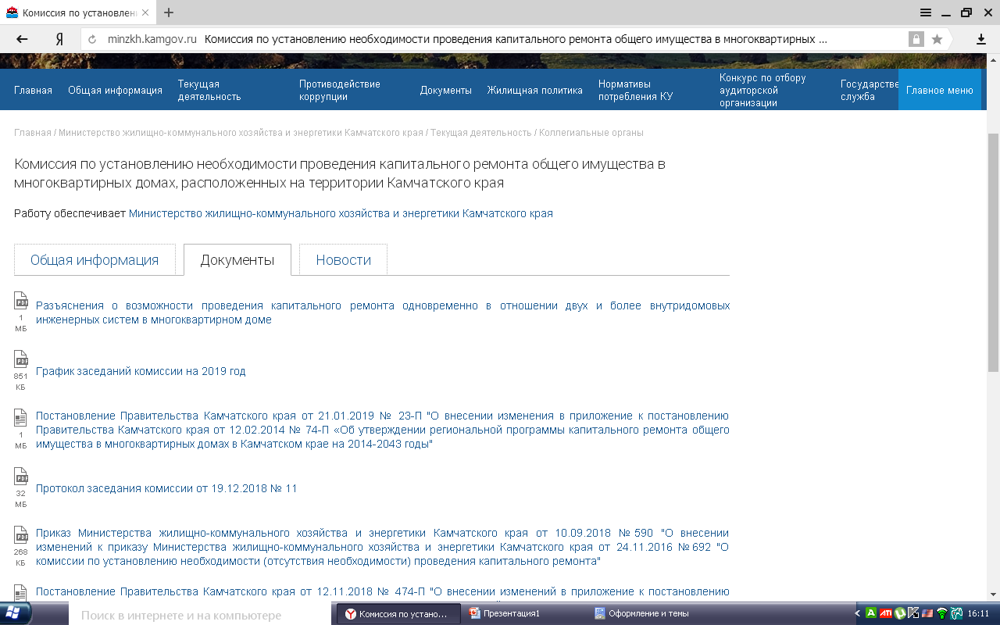 Комиссия по установлен
minzkh.kamgov.ru Комиссия по установлению необходимости проведения капитального ремонта общего имущества в многоквартирных ...
Главная
Общая информация
Текущая
деятельность
Противодействие
коррупции
Документы
Жилищная политика
Нормативы
потребления КУ
Конкурс по отбору
аудиторской
организации
Государстве
служба
Главное меню
Главная / Министерство жилищно-коммунального хозяйства и энергетики Камчатского края / Текущая деятельность / Коллегиальные органы
Комиссия по установлению необходимости проведения капитального ремонта общего имущества в
многоквартирных домах, расположенных на территории Камчатского края
Работу обеспечивает Министерство жилищно-коммунального хозяйства и энергетики Камчатского края
Общая информация
Документы
Новости
PDF
1
МБ
Разъяснения о возможности проведения капитального ремонта одновременно в отношении двух и более внутридомовых
инженерных систем в многоквартирном доме
PDF
851
КБ
График заседаний комиссии на 2019 год
1
МБ
Постановление Правительства Камчатского края от 21.01.2019 № 23-П "О внесении изменения в приложение к постановлению
Правительства Камчатского края от 12.02.2014 № 74-П «Об утверждении региональной программы капитального ремонта общего
имущества в многоквартирных домах в Камчатском крае на 2014-2043 годы"
PDF
32
МБ
Протокол заседания комиссии от 19.12.2018 № 11
PDF
268
КБ
Приказ Министерства жилищно-коммунального хозяйства и энергетики Камчатского края от 10.09.2018 №590 "О внесении
изменений к приказу Министерства жилищно-коммунального хозяйства и энергетики Камчатского края от 24.11.2016 №692 "О
комиссии по установлению необходимости (отсутствия необходимости) проведения капитального ремонта"
Постановление Правительства Камчатского края от 12.11.2018 № 474-П "О внесении изменений в приложение к постановлению
Поиск в интернете и на компьютере
Комиссия по устано...
Презентация1
Оформление и темы
16:11